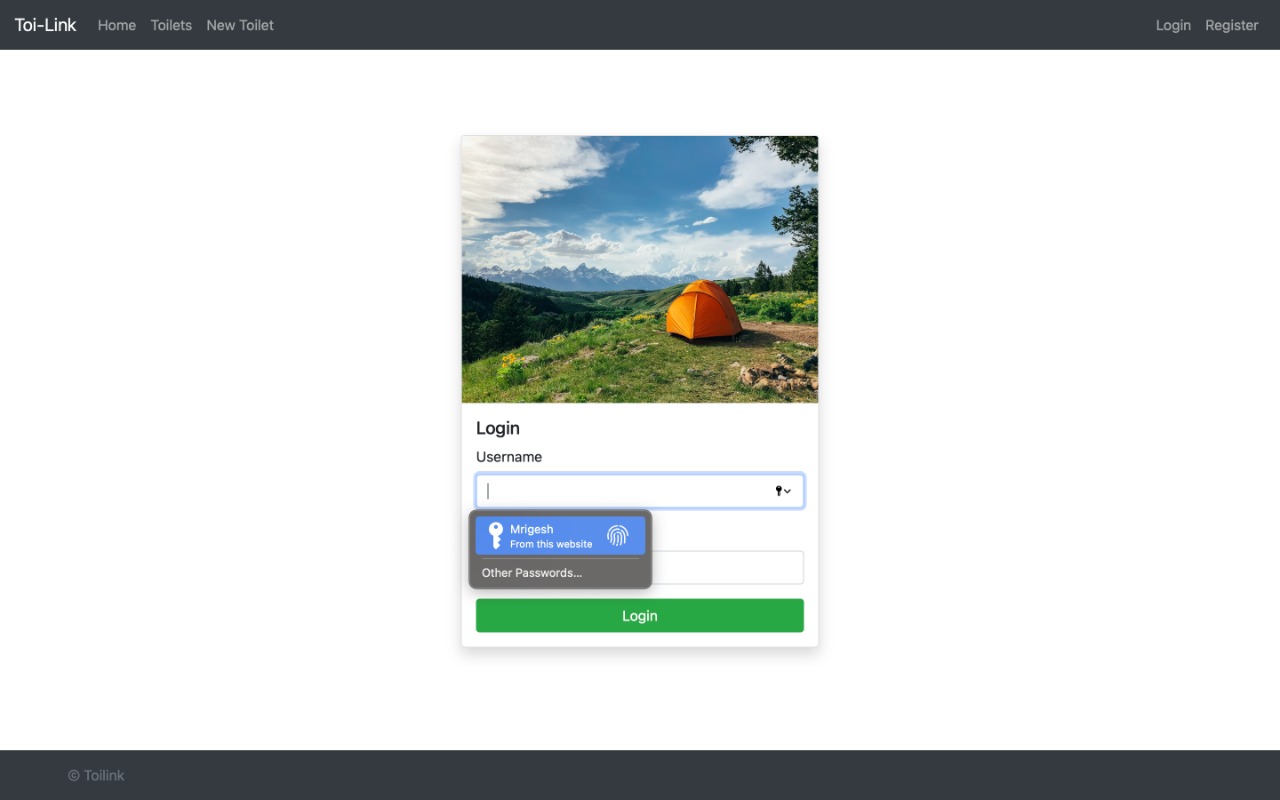 Toi-Link Home Toilets New Toilet Login Register
Login
Username
Mrigesh
From this website
Other Passwords...
Login
© Toilink